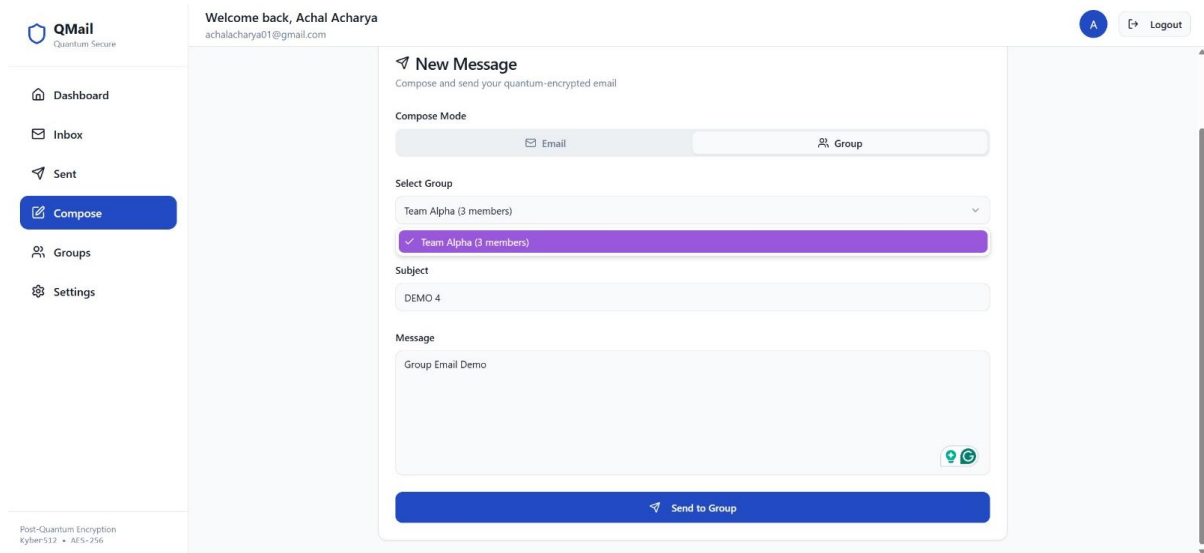 QMail
Quantum Secure
Dashboard
Inbox
Sent
Compose
Groups
Settings
Post-Quantum Encryption
Kyber512 • AES-256
Welcome back, Achal Acharya
achalacharya01@gmail.com
A
Logout
New Message
Compose and send your quantum-encrypted email
Compose Mode
Email
Group
Select Group
Team Alpha (3 members)
Team Alpha (3 members)
Subject
DEMO 4
Message
Group Email Demo
Send to Group